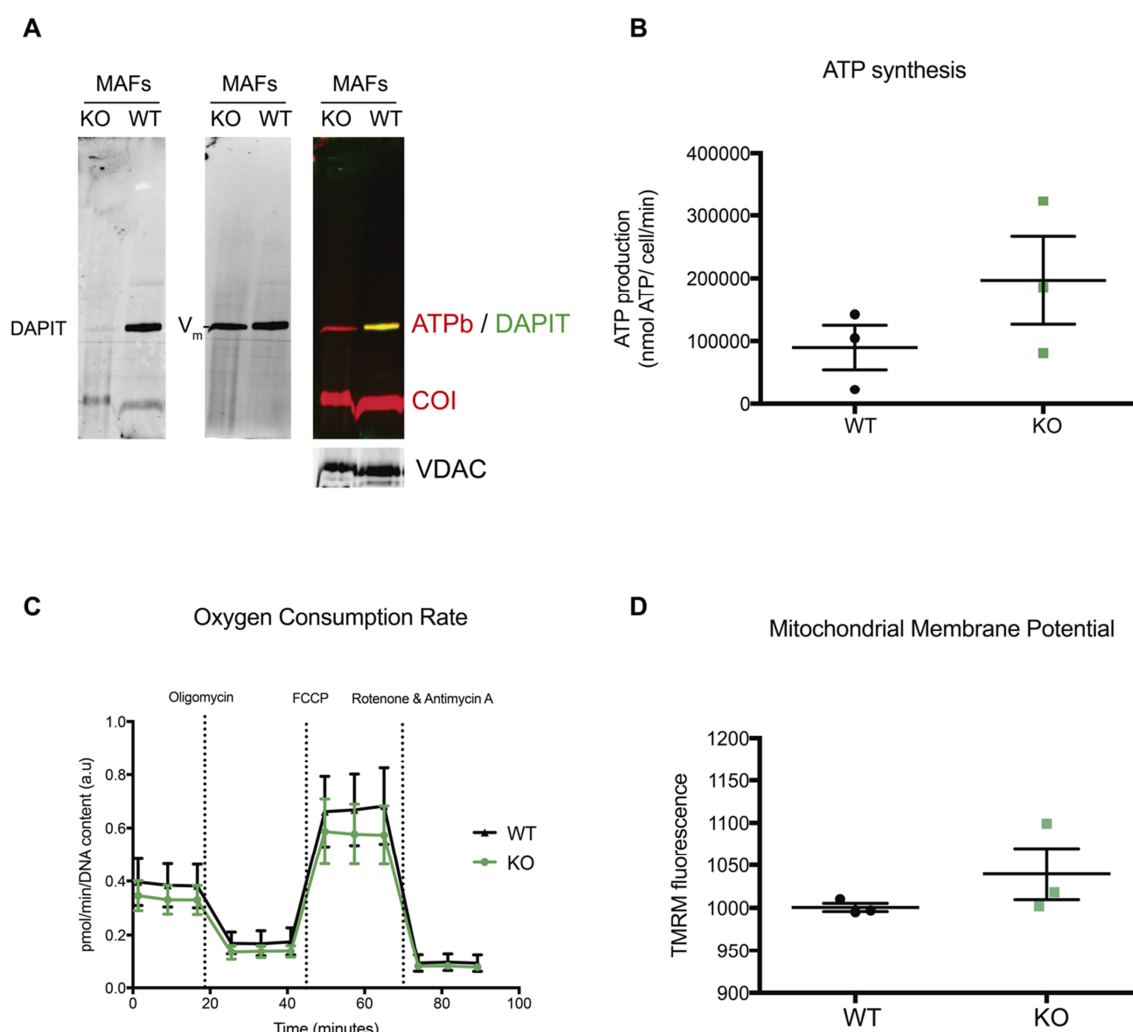 A
MAFs
KO WT
MAFs
KO WT
MAFs
KO WT
DAPIT
Vm
ATPb / DAPIT
COI
VDAC
B
ATP synthesis
ATP production
(nmol ATP/ cell/min)
400000
300000
200000
100000
0
WT
KO
C
Oxygen Consumption Rate
Oligomycin
FCCP
Rotenone & Antimycin A
pmol/min/DNA content (a.u)
1.0
0.8
0.6
0.4
0.2
0.0
0 20 40 60 80 100
Time (minutes)
WT
KO
D
Mitochondrial Membrane Potential
TMRM fluorescence
1200
1150
1100
1050
1000
950
900
WT
KO